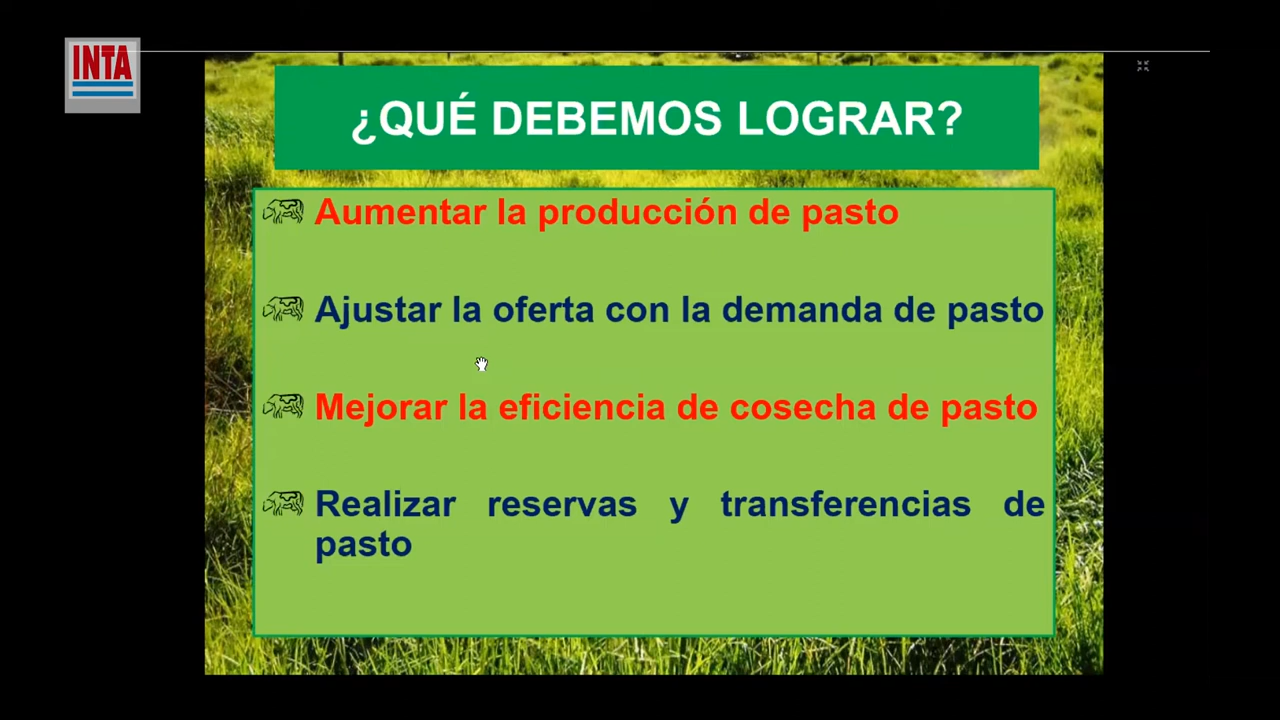 INTA
¿QUÉ DEBEMOS LOGRAR?
Aumentar la producción de pasto
Ajustar la oferta con la demanda de pasto
Mejorar la eficiencia de cosecha de pasto
Realizar reservas y transferencias de
pasto